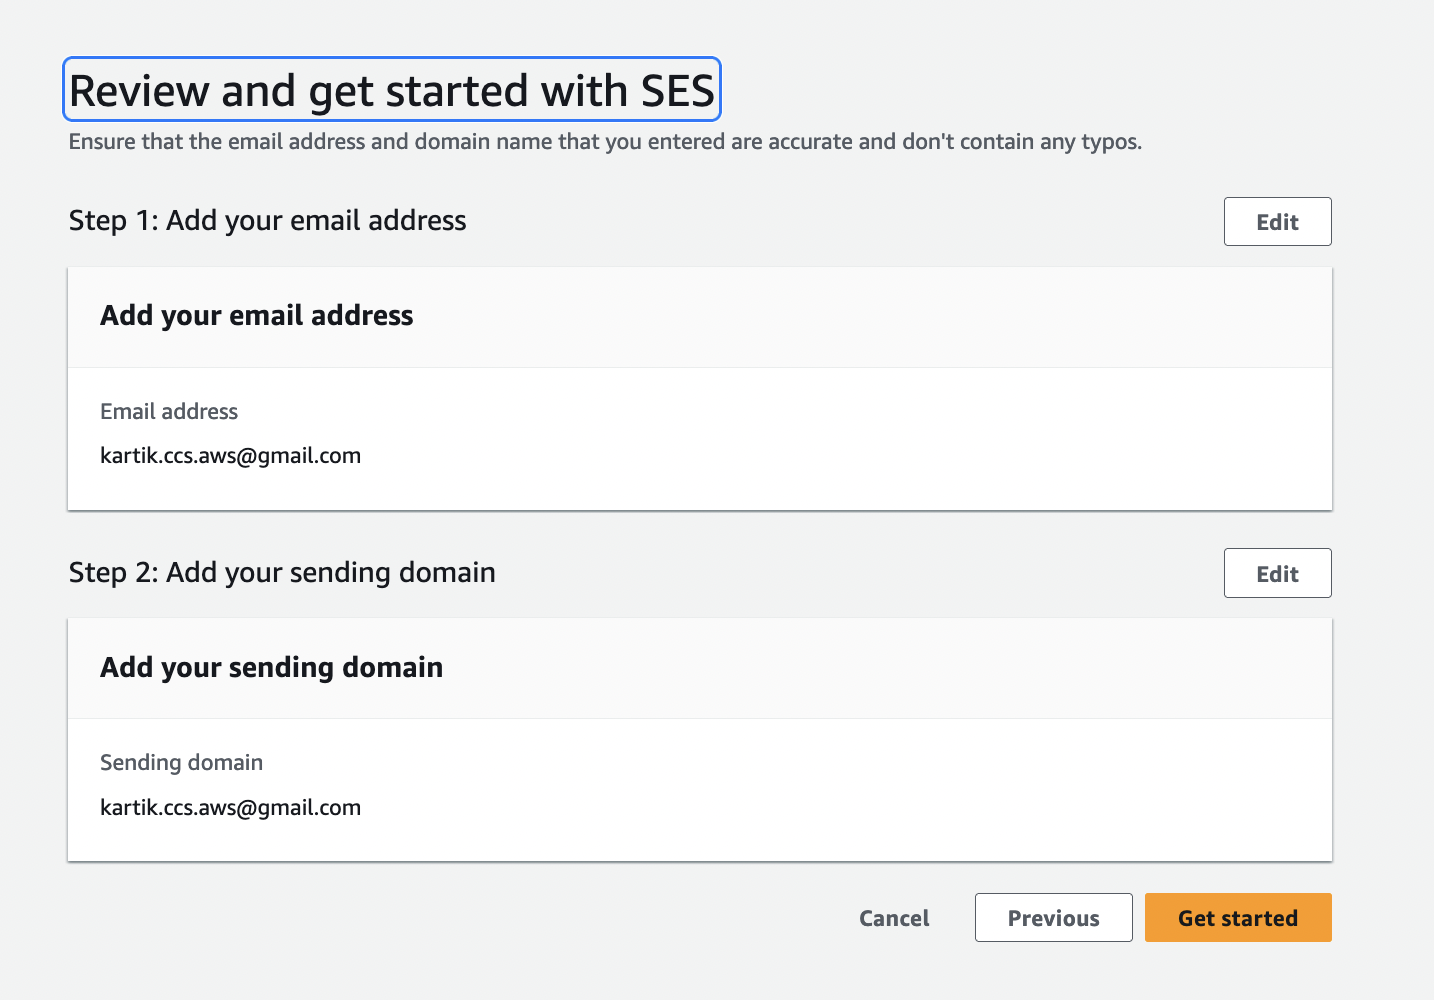 Review and get started with SES
Ensure that the email address and domain name that you entered are accurate and don't contain any typos.
Step 1: Add your email address
Edit
Add your email address
Email address
kartik.ccs.aws@gmail.com
Step 2: Add your sending domain
Edit
Add your sending domain
Sending domain
kartik.ccs.aws@gmail.com
Cancel
Previous
Get started